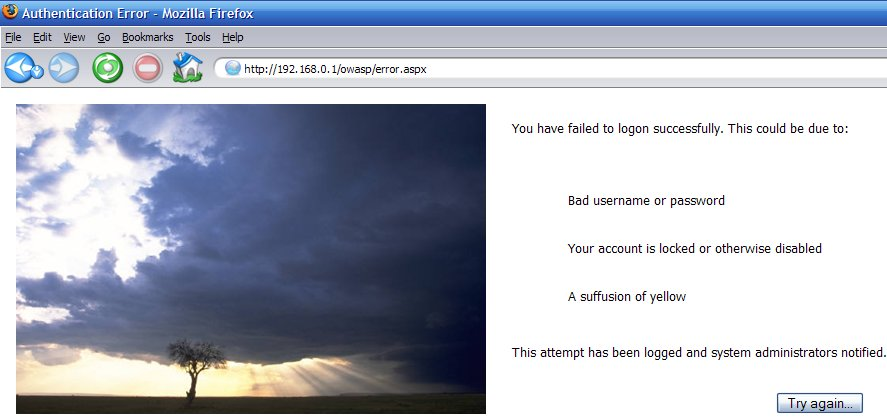 Authentication Error - Mozilla Firefox
File Edit View Go Bookmarks Tools Help
http://192.168.0.1/owasp/error.aspx
You have failed to logon successfully. This could be due to:
Bad username or password
Your account is locked or otherwise disabled
A suffusion of yellow
This attempt has been logged and system administrators notified.
Try again...